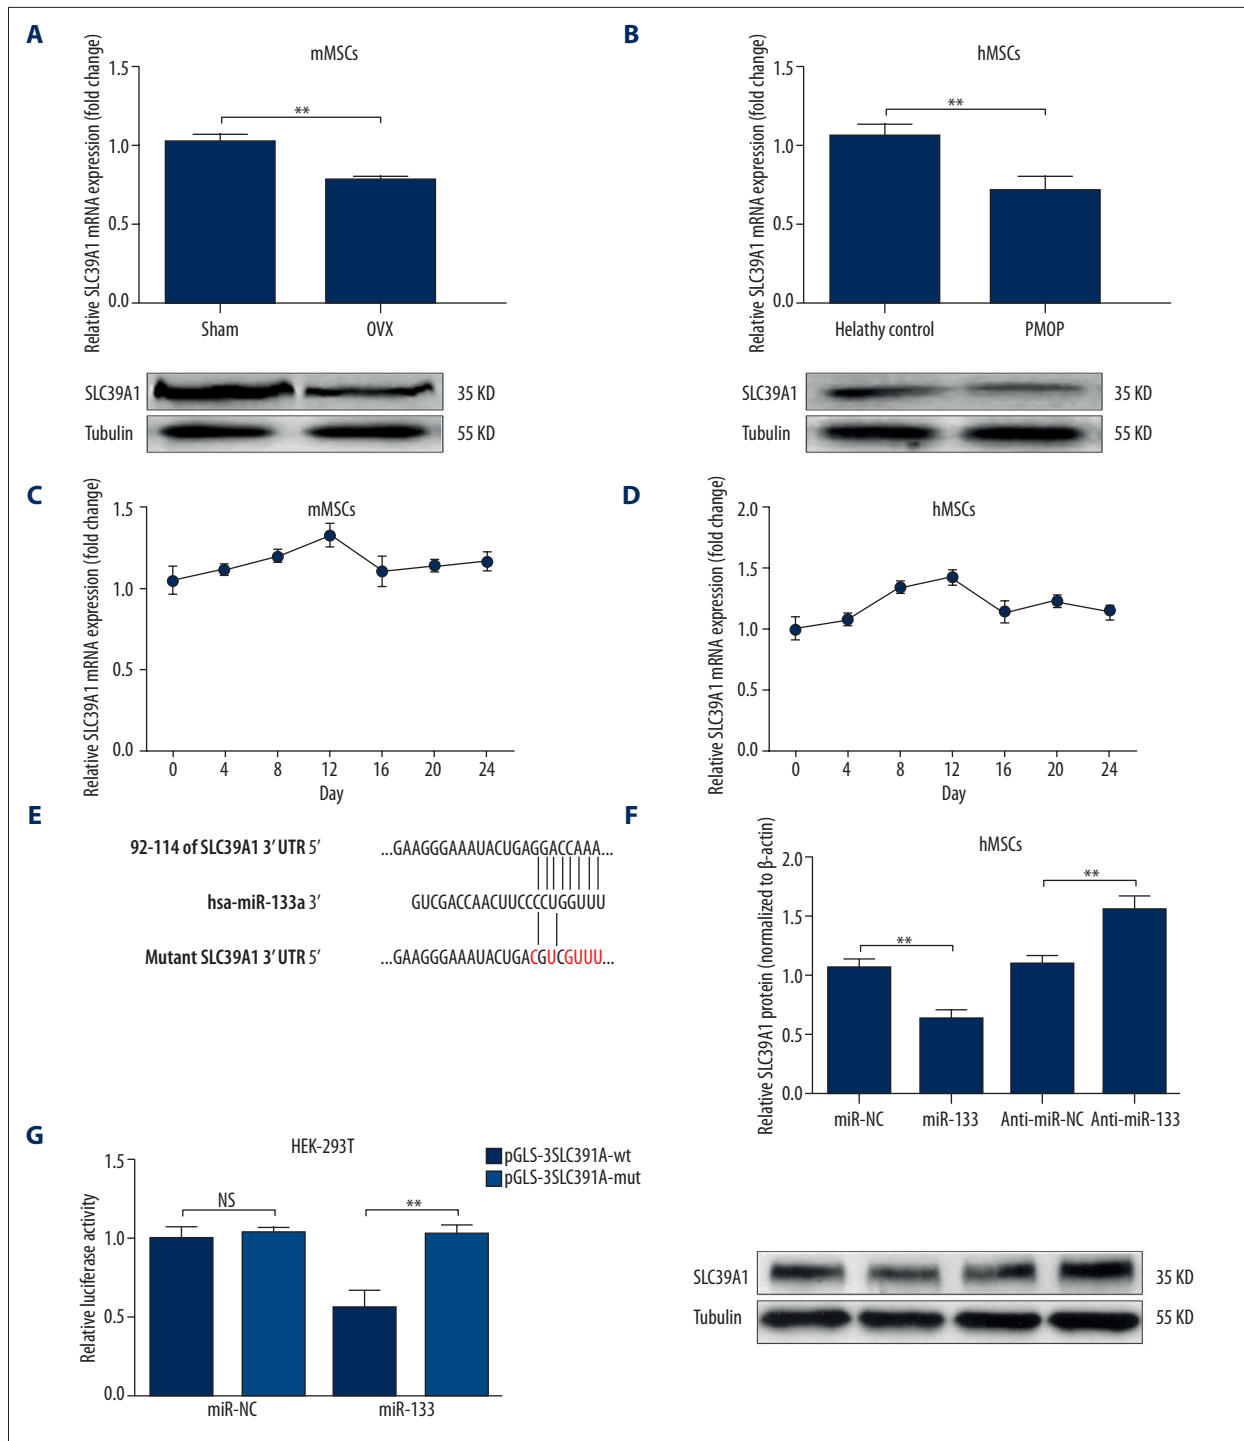 A
mMSCs
Relative SLC39A1 mRNA expression (fold change)
1.5
1.0
0.5
0.0
**
Sham OVX
SLC39A1 35 KD
Tubulin 55 KD
B
hMSCs
Relative SLC39A1 mRNA expression (fold change)
1.5
1.0
0.5
0.0
**
Helathy control PMOP
SLC39A1 35 KD
Tubulin 55 KD
C
mMSCs
Relative SLC39A1 mRNA expression (fold change)
1.5
1.0
0.5
0.0
0 4 8 12 16 20 24
Day
D
hMSCs
Relative SLC39A1 mRNA expression (fold change)
2.0
1.5
1.0
0.5
0.0
0 4 8 12 16 20 24
Day
E
92-114 of SLC39A1 3′ UTR 5′ ...GAAGGGAAAUACUGAGGACCAAA...
hsa-miR-133a 3′ GUCGACCAACUUCCCCUGGUUU
Mutant SLC39A1 3′ UTR 5′ ...GAAGGGAAAUACUGACGUCGUUU...
F
hMSCs
Relative SLC39A1 protein (normalized to β-actin)
2.0
1.5
1.0
0.5
0.0
**
**
miR-NC miR-133 Anti-miR-NC Anti-miR-133
SLC39A1 35 KD
Tubulin 55 KD
G
HEK-293T
pGLS-3SLC391A-wt
pGLS-3SLC391A-mut
Relative luciferase activity
1.5
1.0
0.5
0.0
NS
**
miR-NC miR-133